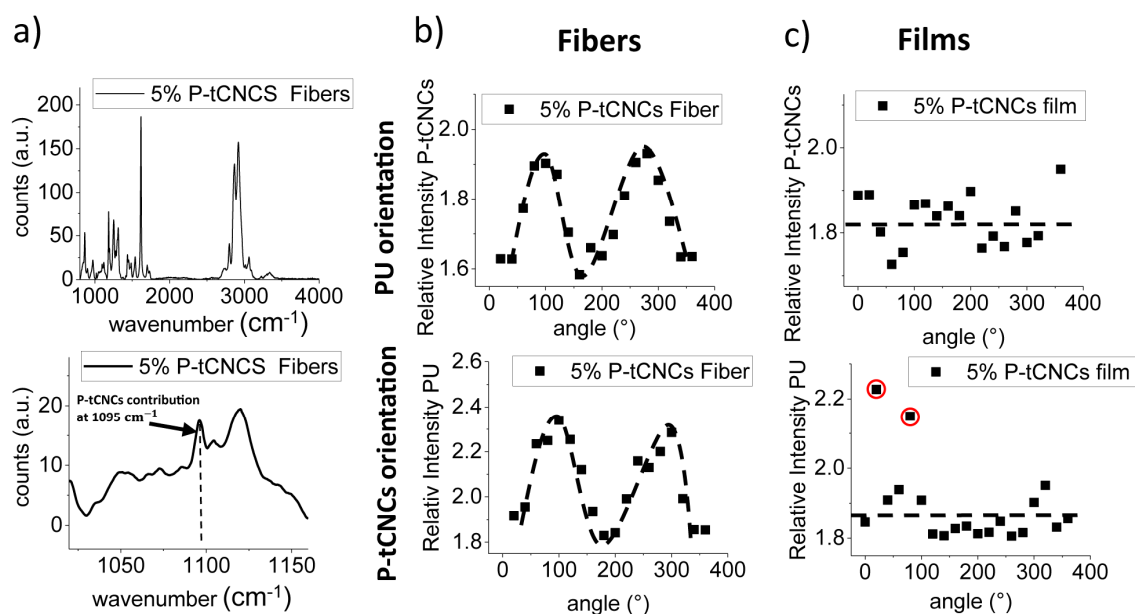 a)
5% P-tCNCS Fibers
200
150
100
50
0
counts (a.u.)
1000 2000 3000 4000
wavenumber (cm⁻¹)
5% P-tCNCS Fibers
P-tCNCs contribution
at 1095 cm⁻¹
20
10
0
counts (a.u.)
1050 1100 1150
wavenumber (cm⁻¹)
b)
Fibers
PU orientation
5% P-tCNCs Fiber
Relative Intensity P-tCNCs
2.0
1.8
1.6
0 100 200 300 400
angle (°)
P-tCNCs orientation
5% P-tCNCs Fiber
Relativ Intensity PU
2.6
2.4
2.2
2.0
1.8
0 100 200 300 400
angle (°)
c)
Films
5% P-tCNCs film
Relative Intensity P-tCNCs
2.0
1.8
0 100 200 300 400
angle (°)
5% P-tCNCs film
Relative Intensity PU
2.2
2.0
1.8
0 100 200 300 400
angle (°)